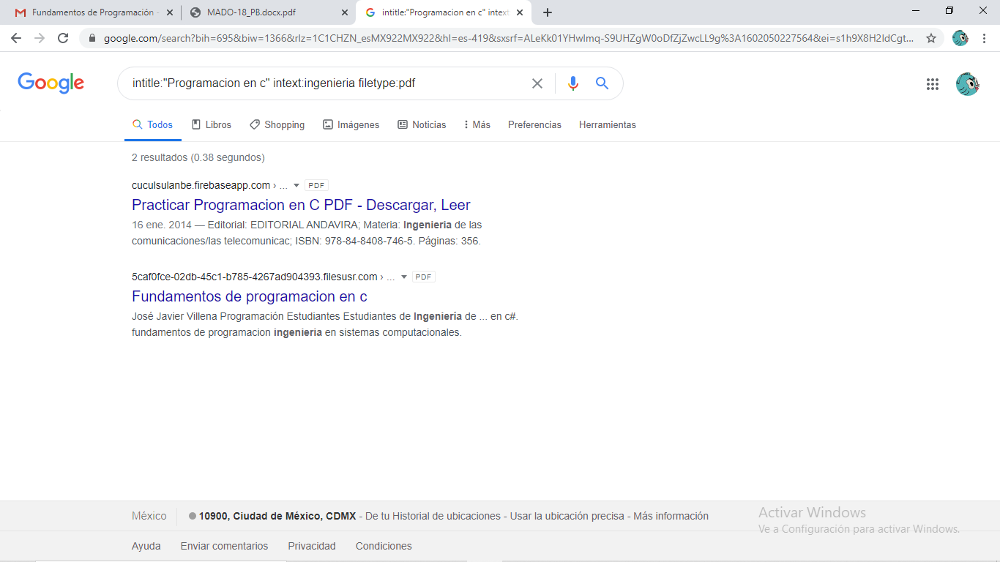 Fundamentos de Programación -
MADO-18_PB.docx.pdf
intitle:"Programacion en c" intext
google.com/search?bih=695&biw=1366&rlz=1C1CHZN_esMX922MX922&hl=es-419&sxsrf=ALeKk01YHwlmq-S9UHZgW0oDfZjZwcLL9g%3A1602050227564&ei=s1h9X8H2IdCgt...
Google
intitle:"Programacion en c" intext:ingenieria filetype:pdf
Todos Libros Shopping Imágenes Noticias Más Preferencias Herramientas
2 resultados (0.38 segundos)
cuculsulanbe.firebaseapp.com › ... PDF
Practicar Programacion en C PDF - Descargar, Leer
16 ene. 2014 — Editorial: EDITORIAL ANDAVIRA; Materia: Ingenieria de las
comunicaciones/las telecomunicac; ISBN: 978-84-8408-746-5. Páginas: 356.
5caf0fce-02db-45c1-b785-4267ad904393.filesusr.com › ... PDF
Fundamentos de programacion en c
José Javier Villena Programación Estudiantes Estudiantes de Ingeniería de ... en c#.
fundamentos de programacion ingenieria en sistemas computacionales.
México
10900, Ciudad de México, CDMX - De tu Historial de ubicaciones - Usar la ubicación precisa - Más información
Activar Windows
Ve a Configuración para activar Windows.
Ayuda Enviar comentarios Privacidad Condiciones